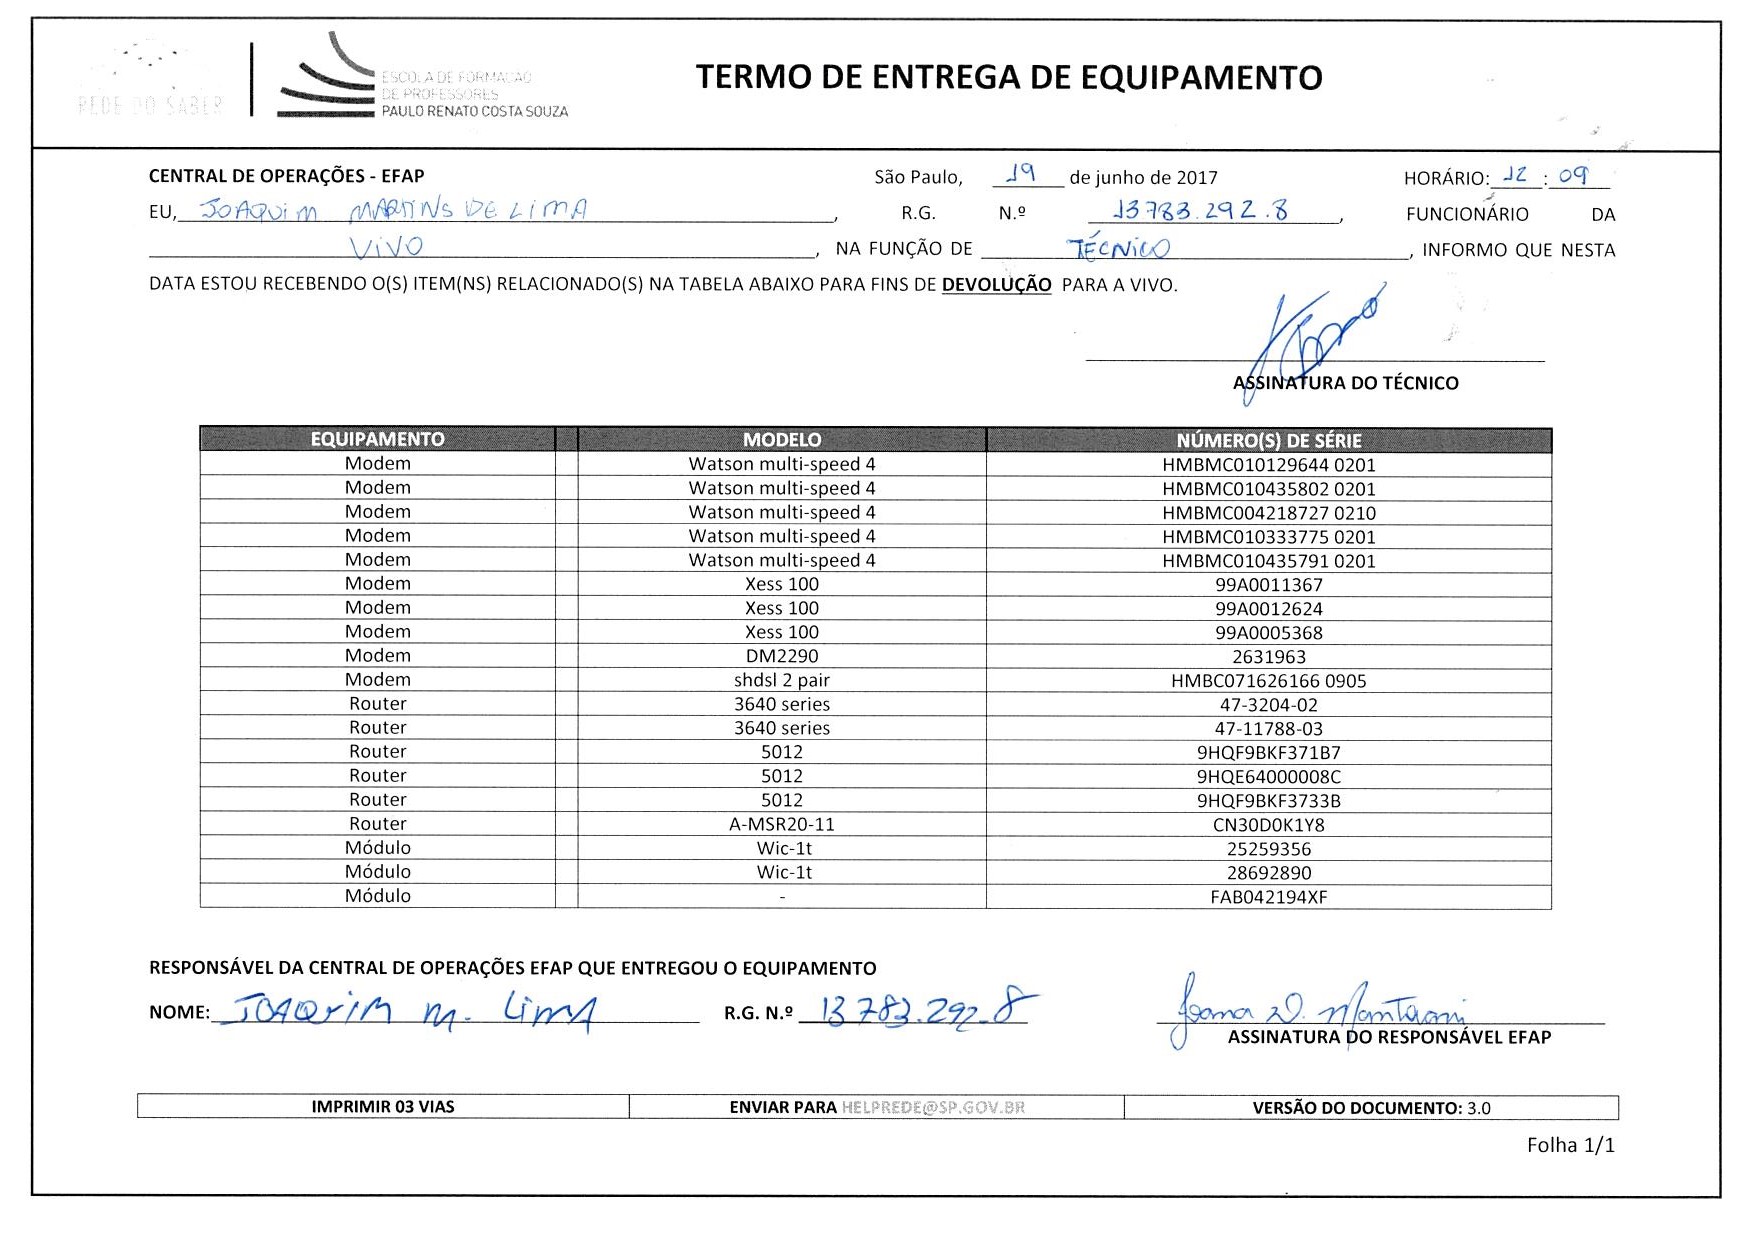 REDE DO SABER
ESCOLA DE FORMAÇÃO
DE PROFESSORES
PAULO RENATO COSTA SOUZA
TERMO DE ENTREGA DE EQUIPAMENTO
CENTRAL DE OPERAÇÕES - EFAP São Paulo, 19 de junho de 2017 HORÁRIO: 12 : 09
EU, JOAQUIM MARTINS DE LIMA, R.G. N.º 13783.292.8, FUNCIONÁRIO DA
VIVO, NA FUNÇÃO DE TÉCNICO, INFORMO QUE NESTA
DATA ESTOU RECEBENDO O(S) ITEM(NS) RELACIONADO(S) NA TABELA ABAIXO PARA FINS DE DEVOLUÇÃO PARA A VIVO.
ASSINATURA DO TÉCNICO
EQUIPAMENTO MODELO NÚMERO(S) DE SÉRIE
Modem Watson multi-speed 4 HMBMC010129644 0201
Modem Watson multi-speed 4 HMBMC010435802 0201
Modem Watson multi-speed 4 HMBMC004218727 0210
Modem Watson multi-speed 4 HMBMC010333775 0201
Modem Watson multi-speed 4 HMBMC010435791 0201
Modem Xess 100 99A0011367
Modem Xess 100 99A0012624
Modem Xess 100 99A0005368
Modem DM2290 2631963
Modem shdsl 2 pair HMBC071626166 0905
Router 3640 series 47-3204-02
Router 3640 series 47-11788-03
Router 5012 9HQF9BKF371B7
Router 5012 9HQE64000008C
Router 5012 9HQF9BKF3733B
Router A-MSR20-11 CN30D0K1Y8
Módulo Wic-1t 25259356
Módulo Wic-1t 28692890
Módulo - FAB042194XF
RESPONSÁVEL DA CENTRAL DE OPERAÇÕES EFAP QUE ENTREGOU O EQUIPAMENTO
NOME: JOAQUIM M. LIMA R.G. N.º 13783.292.8
ASSINATURA DO RESPONSÁVEL EFAP
IMPRIMIR 03 VIAS ENVIAR PARA HELPREDE@SP.GOV.BR VERSÃO DO DOCUMENTO: 3.0
Folha 1/1